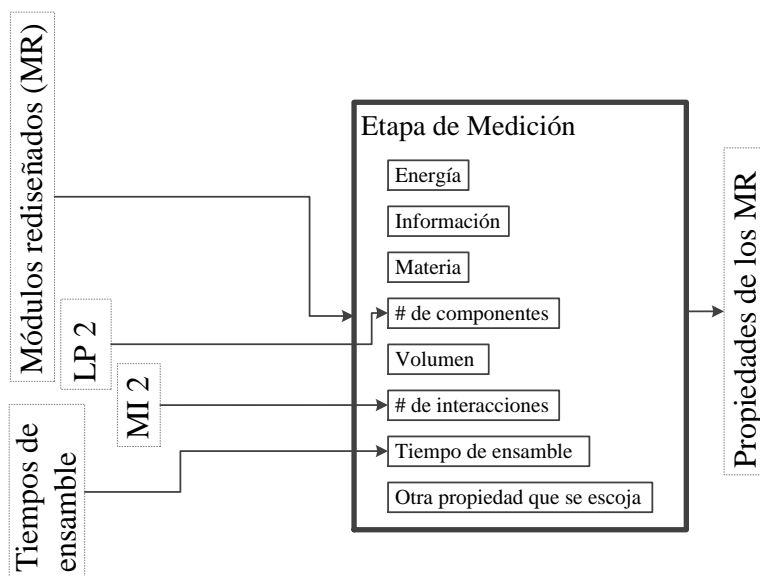 Módulos rediseñados (MR)
LP 2
MI 2
Tiempos de
ensamble
Etapa de Medición
Energía
Información
Materia
# de componentes
Volumen
# de interacciones
Tiempo de ensamble
Otra propiedad que se escoja
Propiedades de los MR